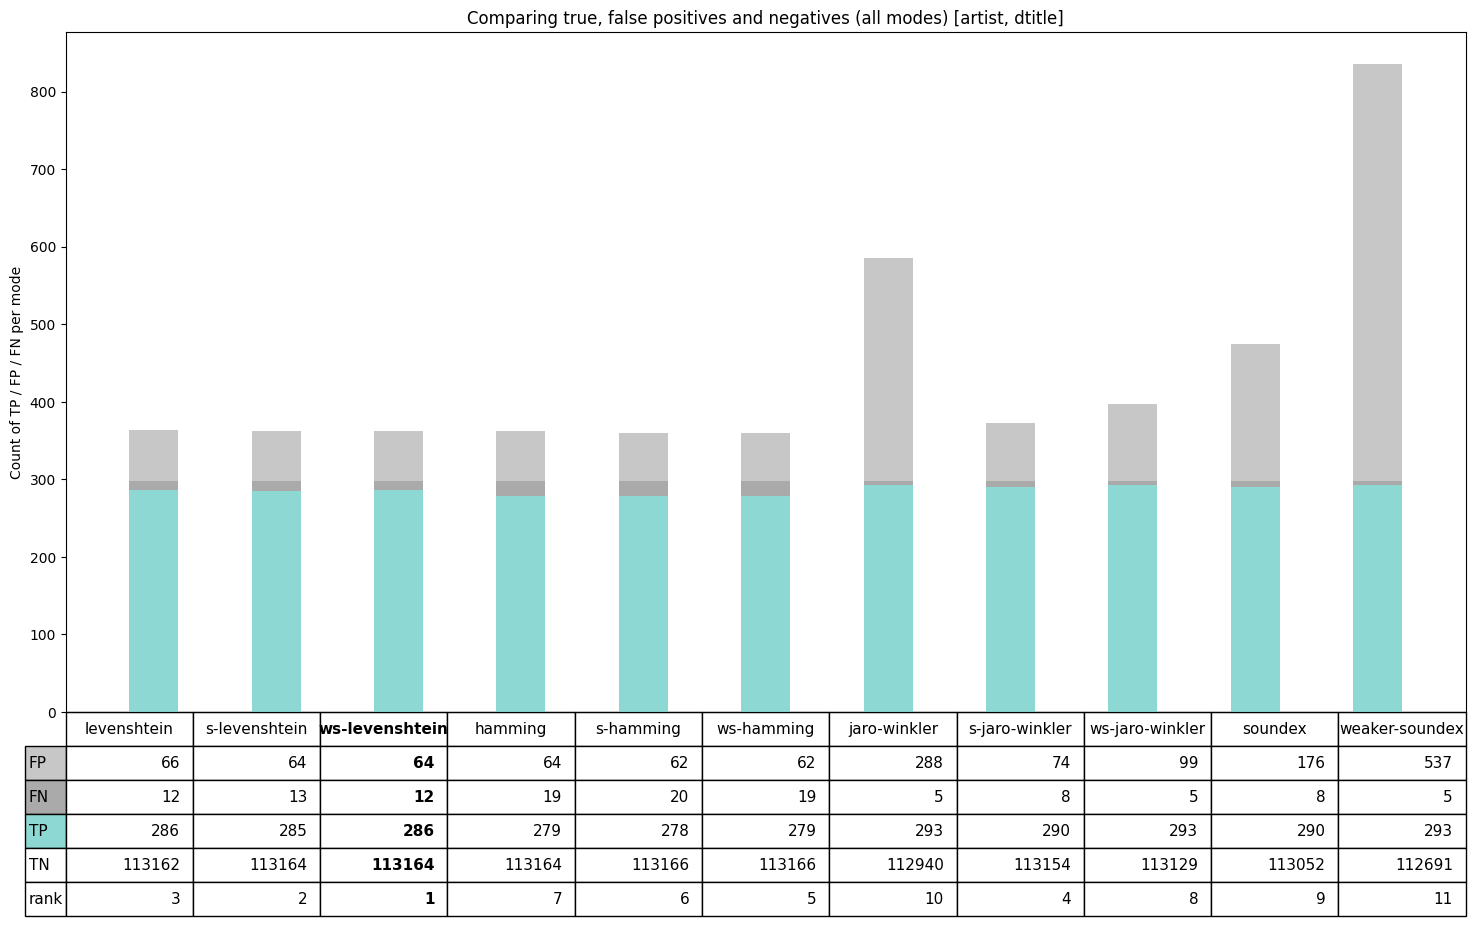 Comparing true, false positives and negatives (all modes) [artist, dtitle]
Count of TP / FP / FN per mode
800
700
600
500
400
300
200
100
0
levenshtein s-levenshtein ws-levenshtein hamming s-hamming ws-hamming jaro-winkler s-jaro-winkler ws-jaro-winkler soundex weaker-soundex
FP 66 64 64 64 62 62 288 74 99 176 537
FN 12 13 12 19 20 19 5 8 5 8 5
TP 286 285 286 279 278 279 293 290 293 290 293
TN 113162 113164 113164 113164 113166 113166 112940 113154 113129 113052 112691
rank 3 2 1 7 6 5 10 4 8 9 11